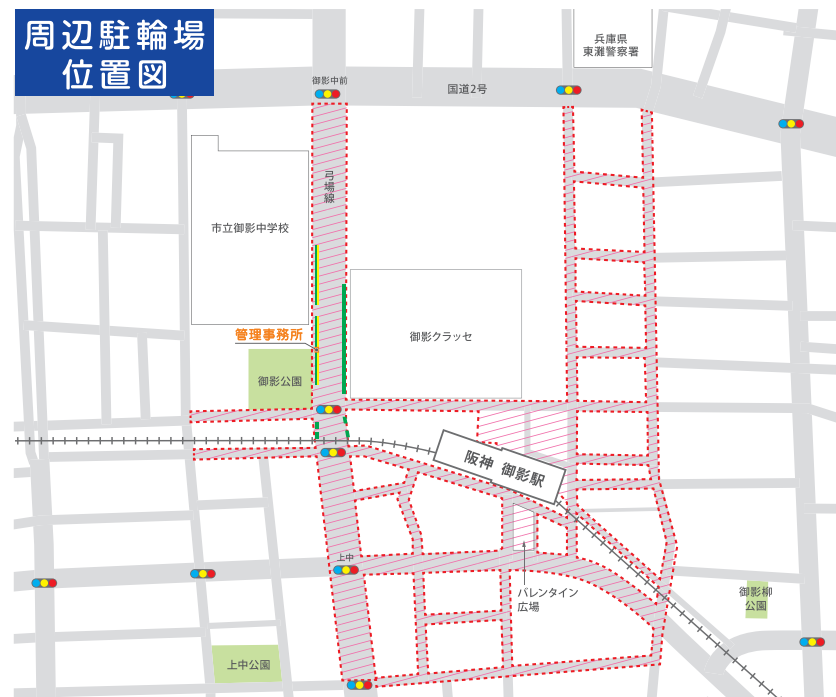 周辺駐輪場
位置図
兵庫県
東灘警察署
御影中前
国道2号
弓場線
市立御影中学校
管理事務所
御影クラッセ
御影公園
阪神 御影駅
上中
バレンタイン
広場
御影柳
公園
上中公園